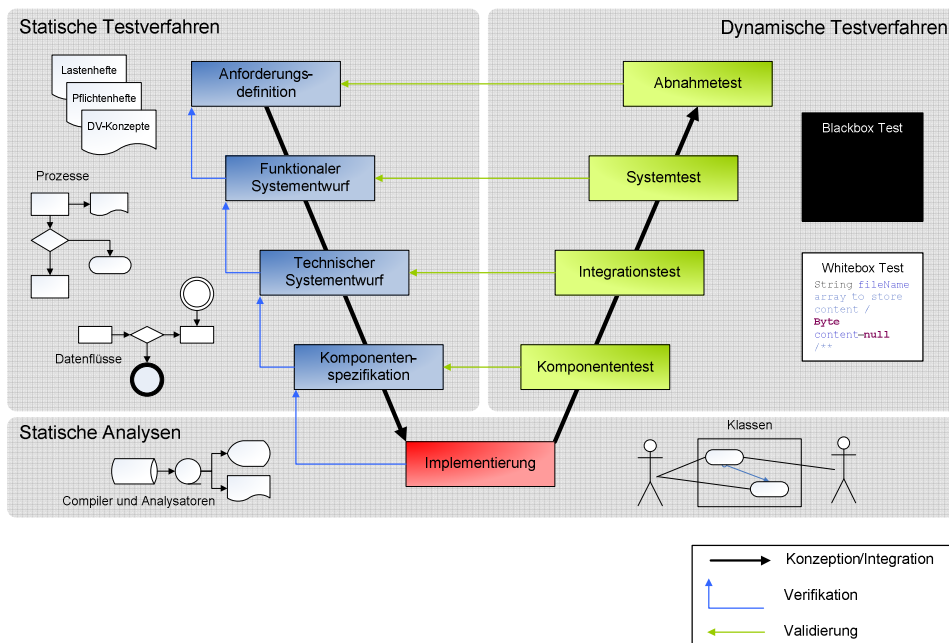 Statische Testverfahren
Dynamische Testverfahren
Lastenhefte
Pflichtenhefte
DV-Konzepte
Anforderungs-
definition
Abnahmetest
Blackbox Test
Prozesse
Funktionaler
Systementwurf
Systemtest
Technischer
Systementwurf
Integrationstest
Whitebox Test
String fileName
array to store
content /
Byte
content=null
/++
Datenflüsse
Komponenten-
spezifikation
Komponententest
Statische Analysen
Implementierung
Klassen
Compiler und Analysatoren
Konzeption/Integration
Verifikation
Validierung